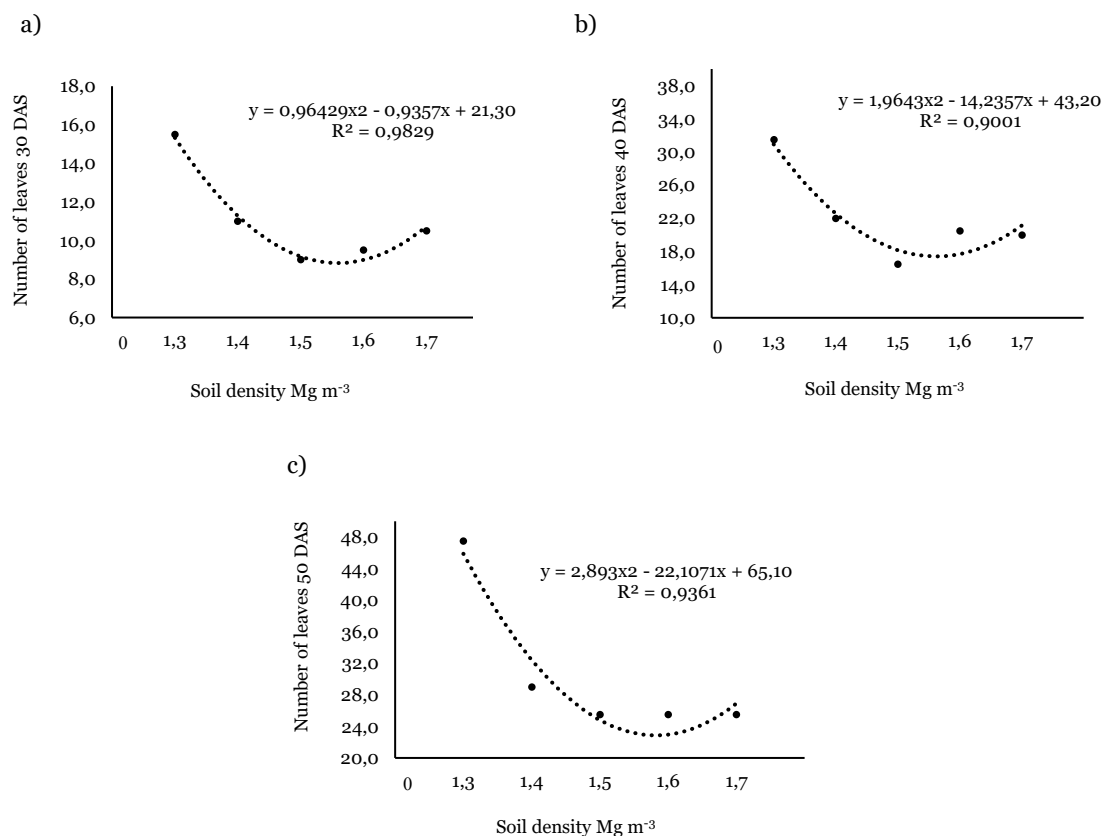 a)
Number of leaves 30 DAS
18,0
16,0
14,0
12,0
10,0
8,0
6,0
y = 0,96429x2 - 0,9357x + 21,30
R² = 0,9829
0 1,3 1,4 1,5 1,6 1,7
Soil density Mg m⁻³
b)
Number of leaves 40 DAS
38,0
34,0
30,0
26,0
22,0
18,0
14,0
10,0
y = 1,9643x2 - 14,2357x + 43,20
R² = 0,9001
0 1,3 1,4 1,5 1,6 1,7
Soil density Mg m⁻³
c)
Number of leaves 50 DAS
48,0
44,0
40,0
36,0
32,0
28,0
24,0
20,0
y = 2,893x2 - 22,1071x + 65,10
R² = 0,9361
0 1,3 1,4 1,5 1,6 1,7
Soil density Mg m⁻³